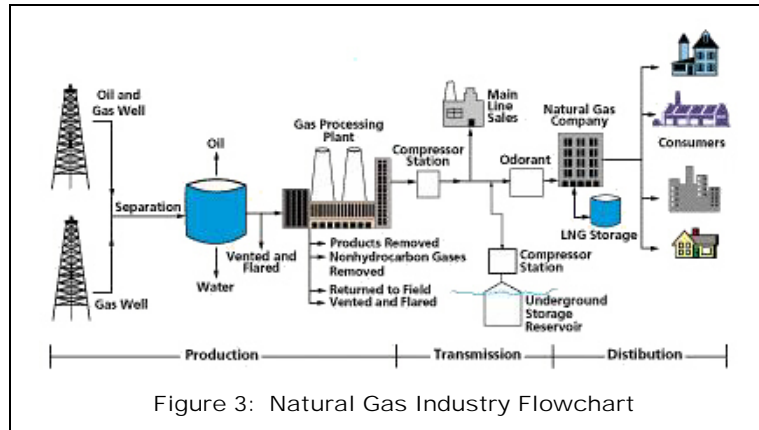 Oil and
Gas Well
Gas Well
Separation
Oil
Water
Vented and
Flared
Gas Processing
Plant
Products Removed
Nonhydrocarbon Gases
Removed
Returned to Field
Vented and Flared
Compressor
Station
Main
Line
Sales
Compressor
Station
Underground
Storage
Reservoir
Odorant
Natural Gas
Company
LNG Storage
Consumers
Production
Transmission
Distibution
Figure 3: Natural Gas Industry Flowchart